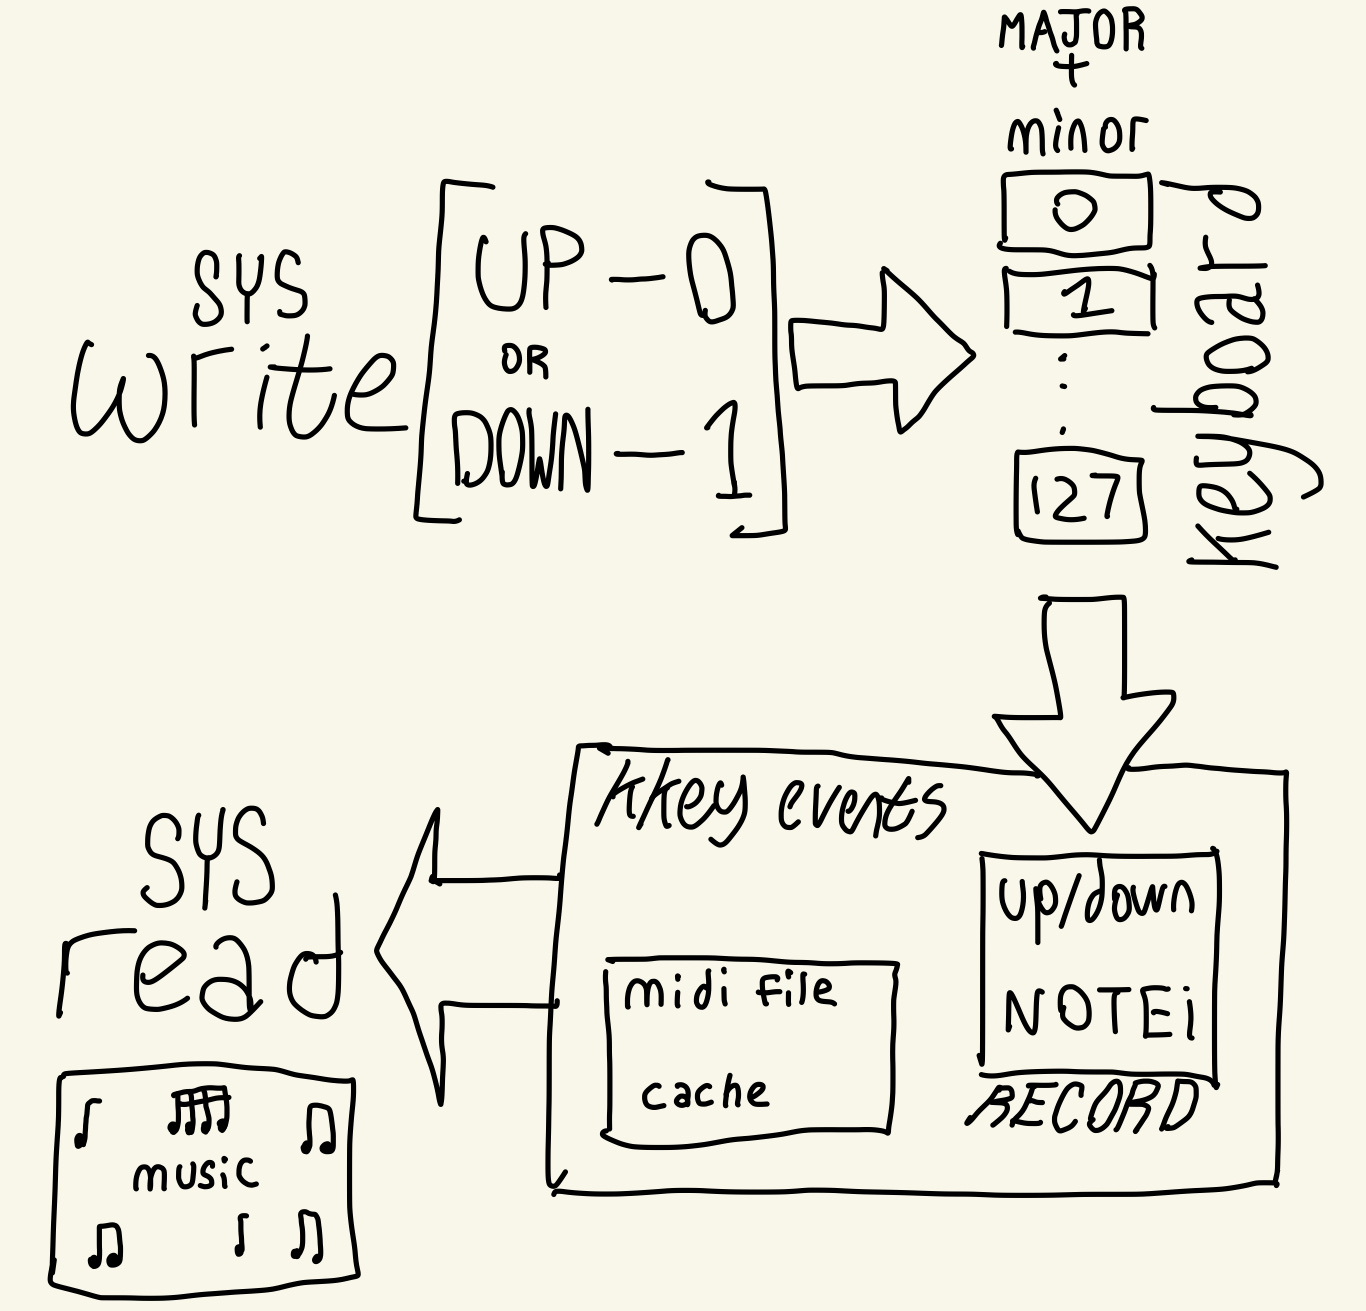 MAJOR
+
minor
0
1
127
keyboard
SYS
write
UP - 0
OR
DOWN - 1
kkey events
up/down
NOTEi
RECORD
midi file
cache
SYS
read
music